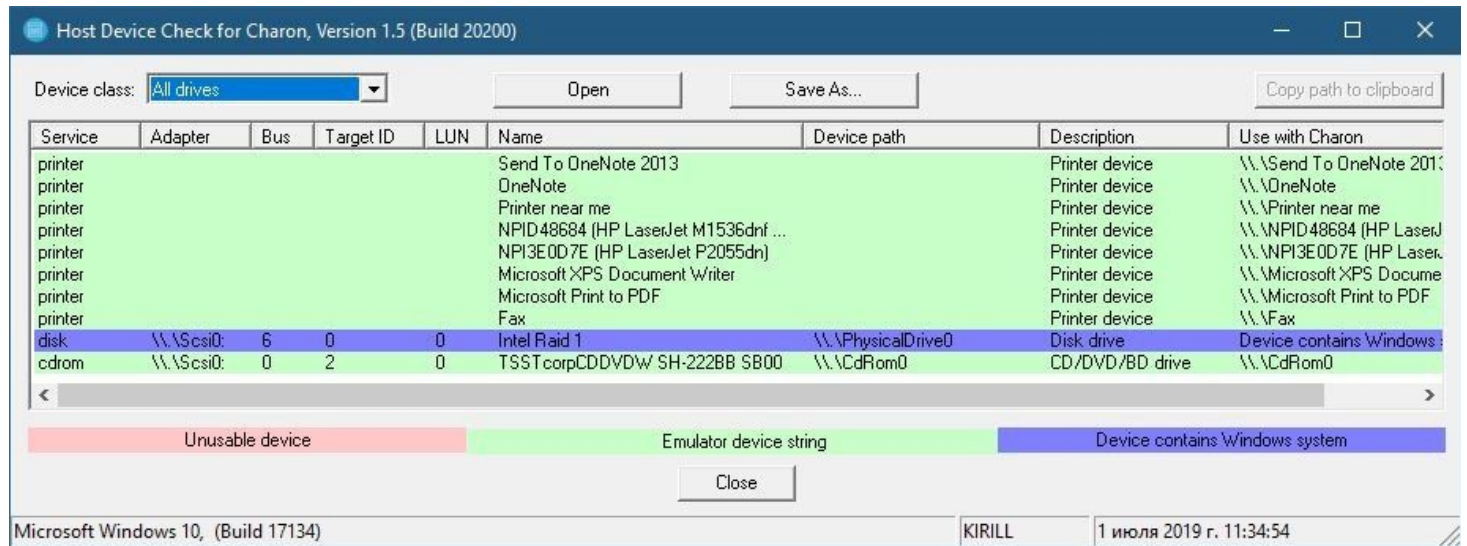 Host Device Check for Charon, Version 1.5 (Build 20200)
Device class: All drives Open Save As... Copy path to clipboard
Service Adapter Bus Target ID LUN Name Device path Description Use with Charon
printer Send To OneNote 2013 Printer device \\.\Send To OneNote 2013
printer OneNote Printer device \\.\OneNote
printer Printer near me Printer device \\.\Printer near me
printer NPID48684 (HP LaserJet M1536dnf ... Printer device \\.\NPID48684 (HP LaserJ
printer NPI3E0D7E (HP LaserJet P2055dn) Printer device \\.\NPI3E0D7E (HP Laser
printer Microsoft XPS Document Writer Printer device \\.\Microsoft XPS Docume
printer Microsoft Print to PDF Printer device \\.\Microsoft Print to PDF
printer Fax Printer device \\.\Fax
disk \\.\Scsi0: 6 0 0 Intel Raid 1 \\.\PhysicalDrive0 Disk drive Device contains Windows
cdrom \\.\Scsi0: 0 2 0 TSSTcorpCDDVDW SH-222BB SB00 \\.\CdRom0 CD/DVD/BD drive \\.\CdRom0
Unusable device Emulator device string Device contains Windows system
Close
Microsoft Windows 10, (Build 17134) KIRILL 1 июля 2019 г. 11:34:54